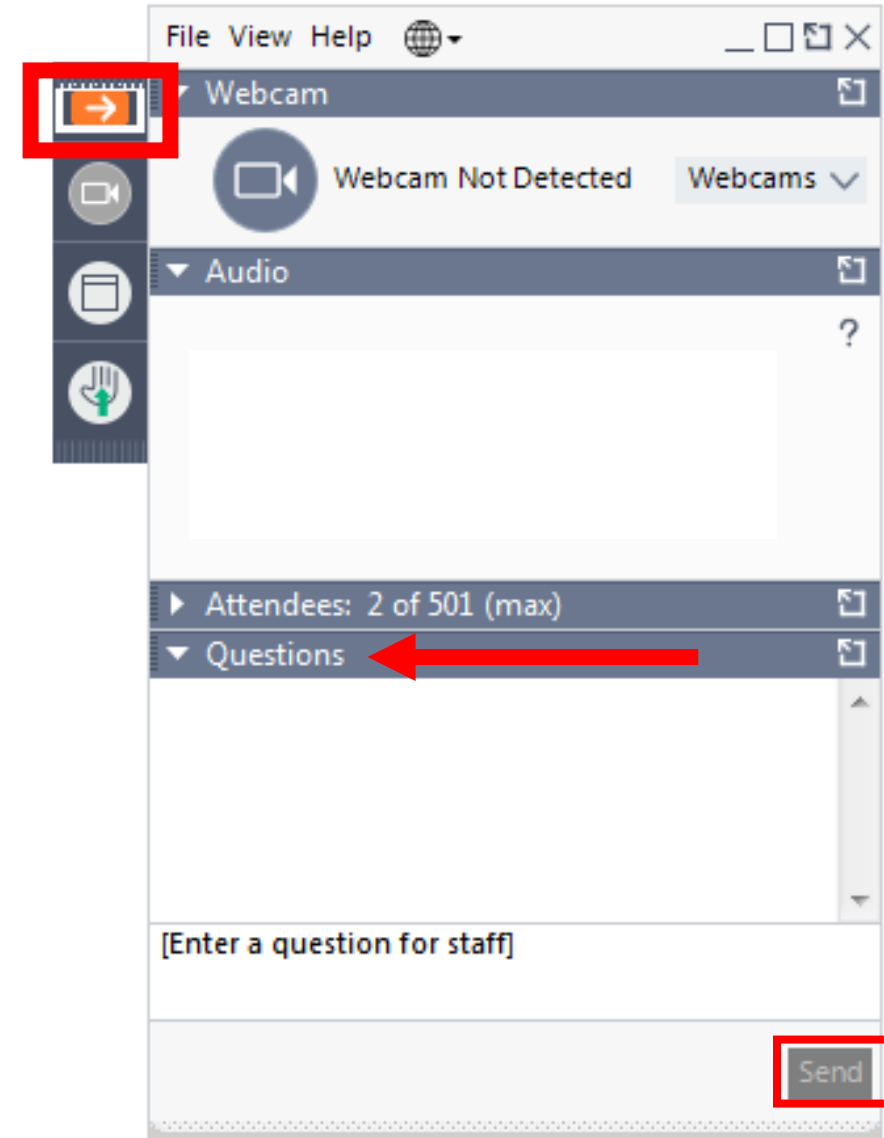 File View Help
Webcam
Webcam Not Detected Webcams
Audio
?
Attendees: 2 of 501 (max)
Questions
[Enter a question for staff]
Send